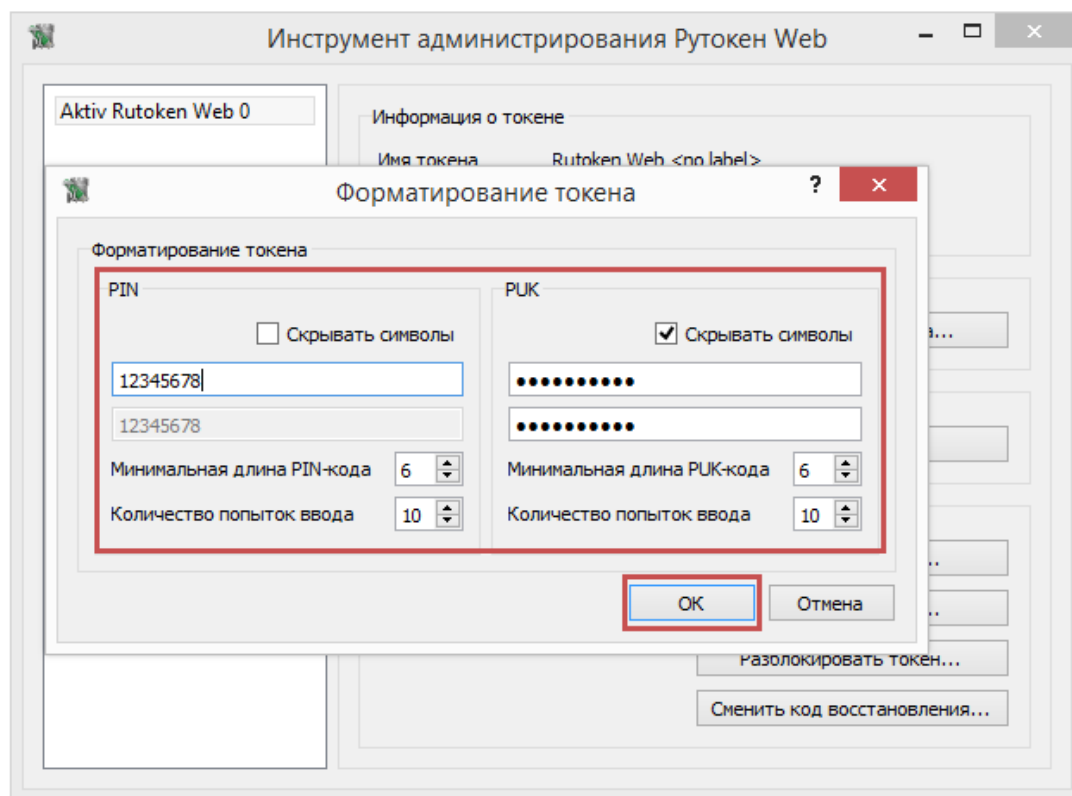 Инструмент администрирования Рутокен Web
Aktiv Rutoken Web 0
Информация о токене
Имя токена Rutoken Web <no label>
Форматирование токена
?
Форматирование токена
PIN
PUK
Скрывать символы
Скрывать символы
12345678
••••••••••
12345678
••••••••••
Минимальная длина PIN-кода 6
Минимальная длина PUK-кода 6
Количество попыток ввода 10
Количество попыток ввода 10
OK
Отмена
Разблокировать токен...
Сменить код восстановления...